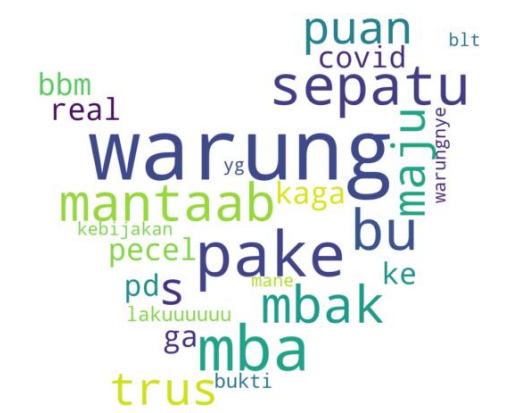 puan
blt
covid
sepatu
bbm
real
maju
warungnye
warung
yg
mantaab
kaga
kebijakan
bu
pecel
pake
ke
pd
s
mane
mbak
lakuuuuuu
ga
mba
trus
bukti